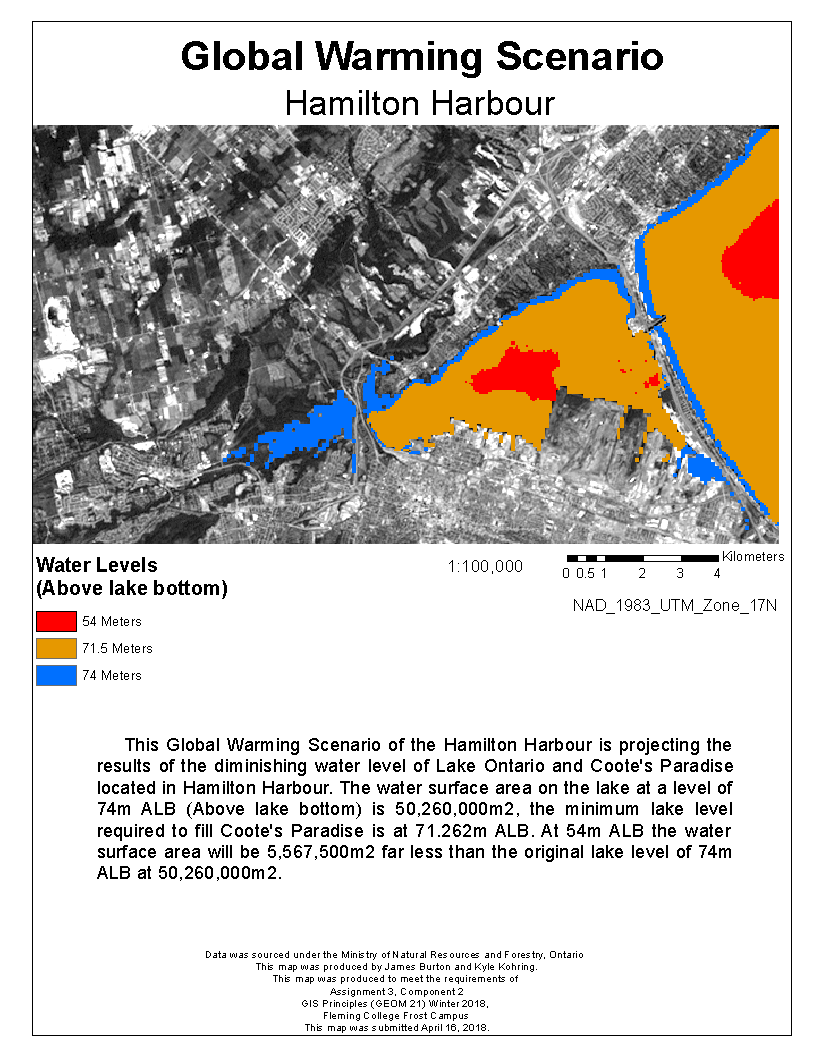 Global Warming Scenario
Hamilton Harbour
Water Levels
(Above lake bottom)
54 Meters
71.5 Meters
74 Meters
1:100,000
Kilometers
0 0.5 1 2 3 4
NAD_1983_UTM_Zone_17N
This Global Warming Scenario of the Hamilton Harbour is projecting the
results of the diminishing water level of Lake Ontario and Coote's Paradise
located in Hamilton Harbour. The water surface area on the lake at a level of
74m ALB (Above lake bottom) is 50,260,000m2, the minimum lake level
required to fill Coote's Paradise is at 71.262m ALB. At 54m ALB the water
surface area will be 5,567,500m2 far less than the original lake level of 74m
ALB at 50,260,000m2.
Data was sourced under the Ministry of Natural Resources and Forestry, Ontario
This map was produced by James Burton and Kyle Kohring.
This map was produced to meet the requirements of
Assignment 3, Component 2
GIS Principles (GEOM 21) Winter 2018,
Fleming College Frost Campus
This map was submitted April 16, 2018.